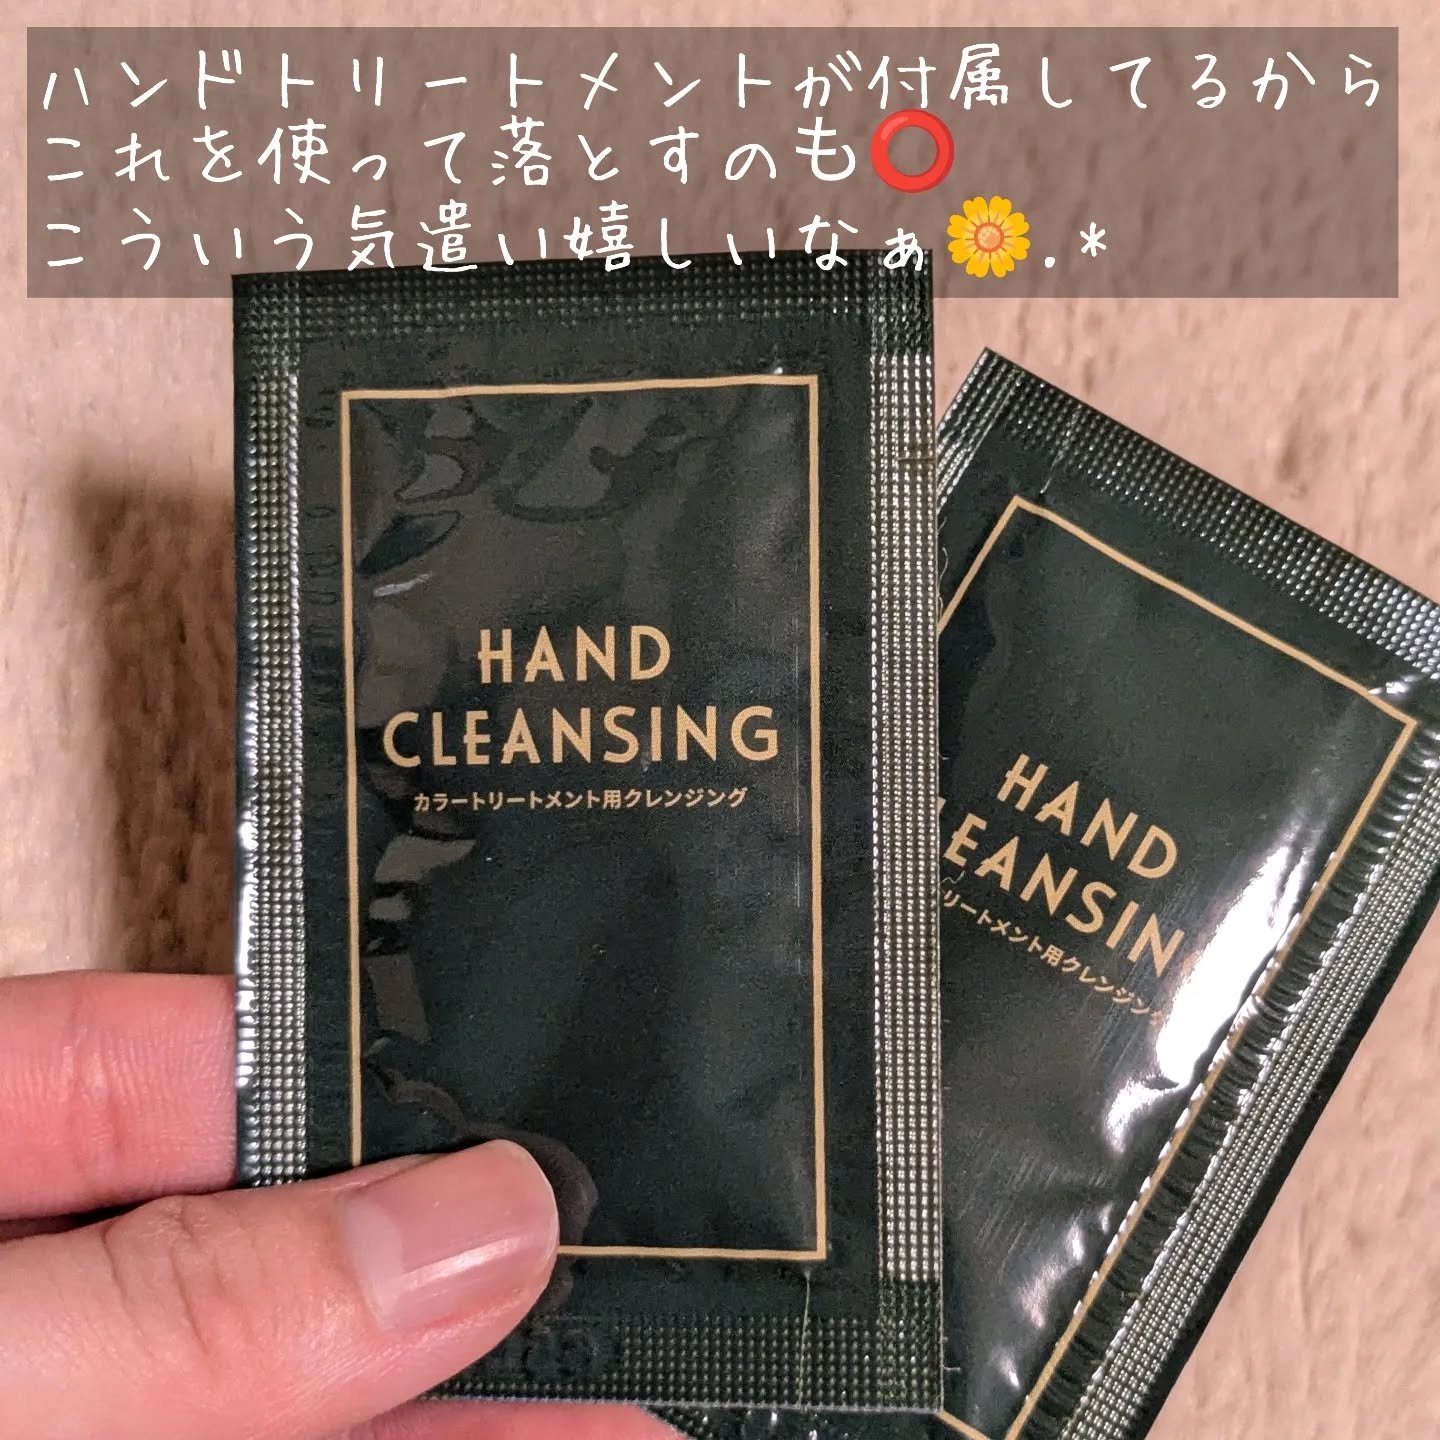 ハンドトリートメントが付属してるから
これを使って落とすのも⭕
こういう気遣い嬉しいなぁ🌼.*
HAND
CLEANSING
カラートリートメント用クレンジング
HAND
LEANSIN
リートメント用クレンジング